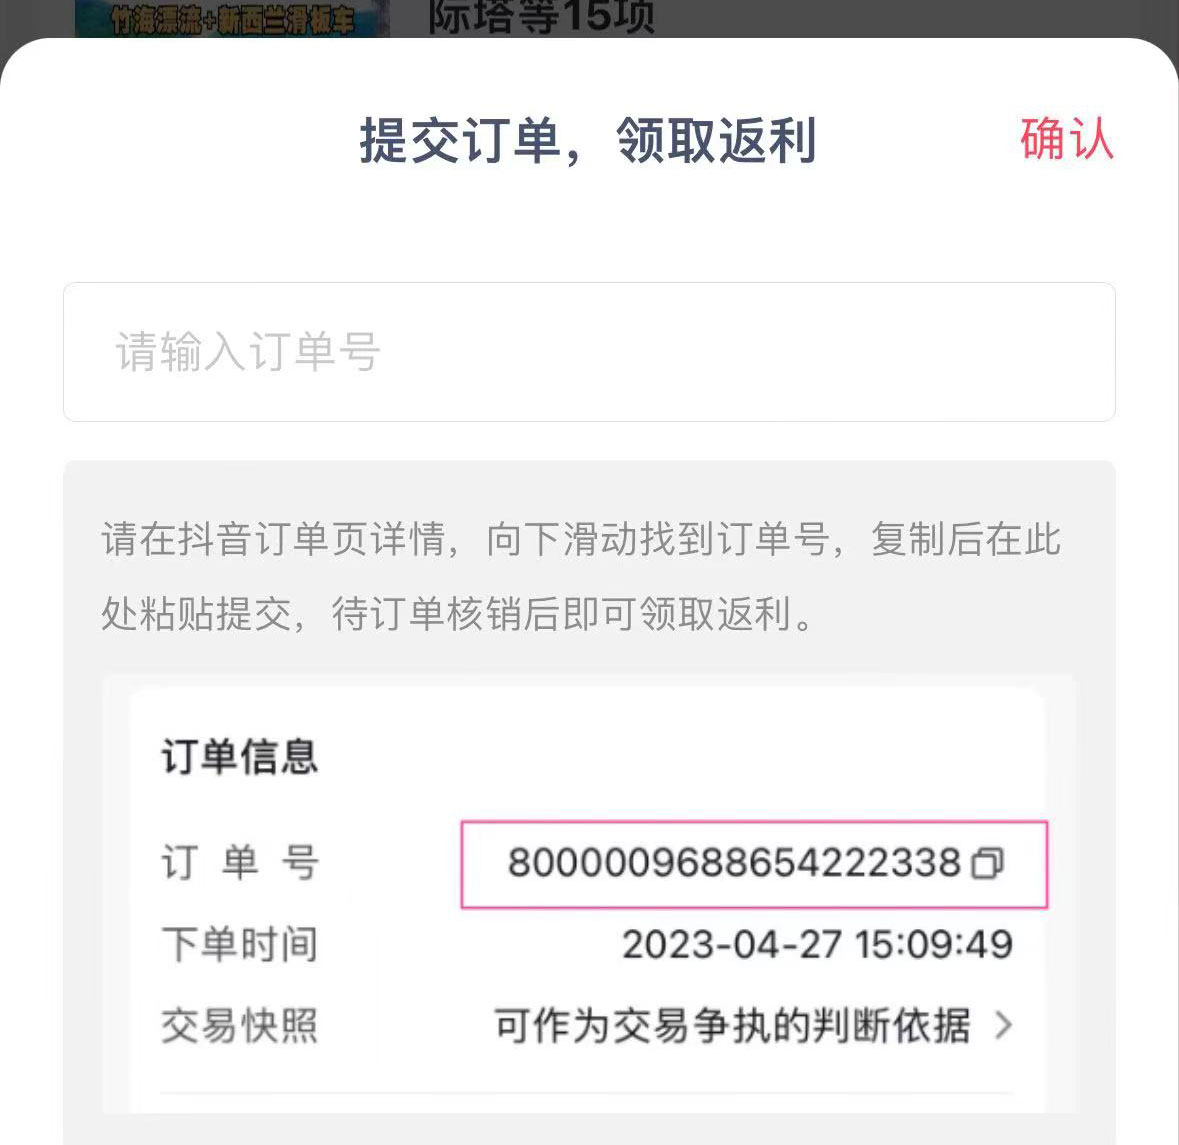 竹海漂流+新西兰滑板车
际塔等15项
提交订单，领取返利
确认
请输入订单号
请在抖音订单页详情，向下滑动找到订单号，复制后在此
处粘贴提交，待订单核销后即可领取返利。
订单信息
订单号 8000009688654222338
下单时间 2023-04-27 15:09:49
交易快照 可作为交易争执的判断依据